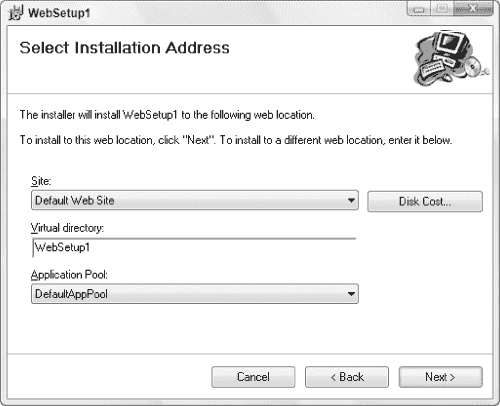 WebSetup1
Select Installation Address
The installer will install WebSetup1 to the following web location.
To install to this web location, click "Next". To install to a different web location, enter it below.
Site:
Default Web Site
Disk Cost...
Virtual directory:
WebSetup1
Application Pool:
DefaultAppPool
Cancel
< Back
Next >